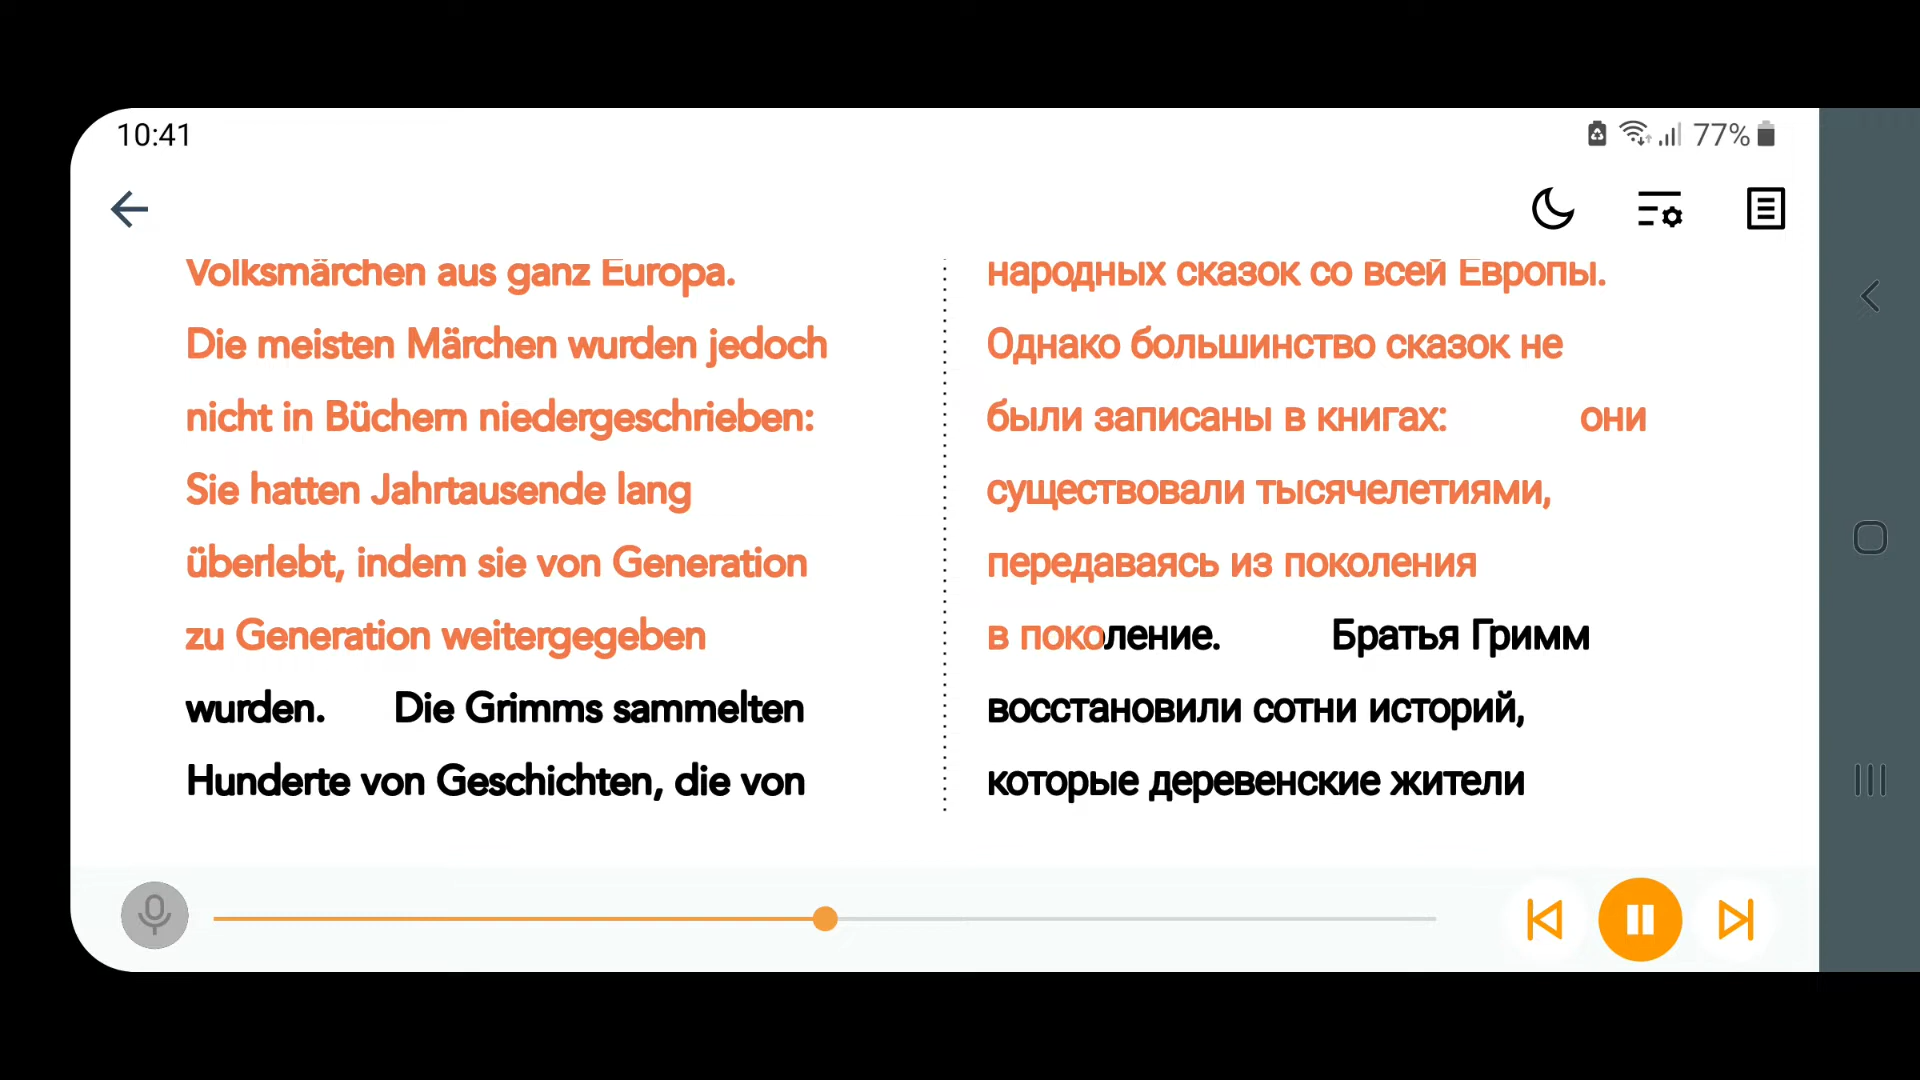 10:41
77%
Volksmärchen aus ganz Europa.
Die meisten Märchen wurden jedoch
nicht in Büchern niedergeschrieben:
Sie hatten Jahrtausende lang
überlebt, indem sie von Generation
zu Generation weitergegeben
wurden. Die Grimms sammelten
Hunderte von Geschichten, die von
народных сказок со всей Европы.
Однако большинство сказок не
были записаны в книгах: они
существовали тысячелетиями,
передаваясь из поколения
в поколение. Братья Гримм
восстановили сотни историй,
которые деревенские жители